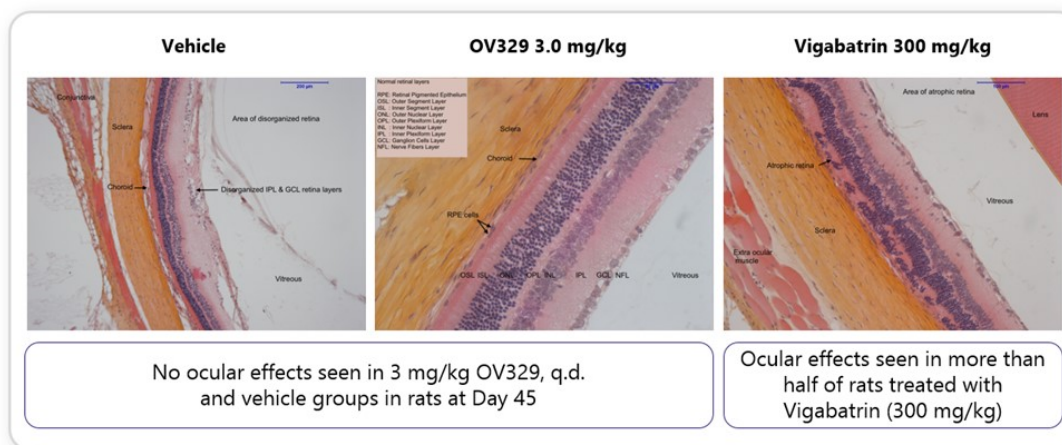 Vehicle
OV329 3.0 mg/kg
Vigabatrin 300 mg/kg
250 µm
Conjunctiva
Sclera
Area of disorganized retina
Choroid
Disorganized IPL & GCL retina layers
Vitreous
Normal retinal layers
RPE: Retinal Pigmented Epithelium
OSL: Outer Segment Layer
ISL : Inner Segment Layer
ONL: Outer Nuclear Layer
OPL: Outer Plexiform Layer
INL : Inner Nuclear Layer
IPL : Inner Plexiform Layer
GCL: Ganglion Cells Layer
NFL: Nerve Fibers Layer
Sclera
Choroid
RPE cells
OSL ISL ONL OPL INL IPL GCL NFL
Vitreous
100 µm
Area of atrophic retina
Lens
Atrophic retina
Vitreous
Sclera
Extra ocular
muscle
No ocular effects seen in 3 mg/kg OV329, q.d.
and vehicle groups in rats at Day 45
Ocular effects seen in more than
half of rats treated with
Vigabatrin (300 mg/kg)